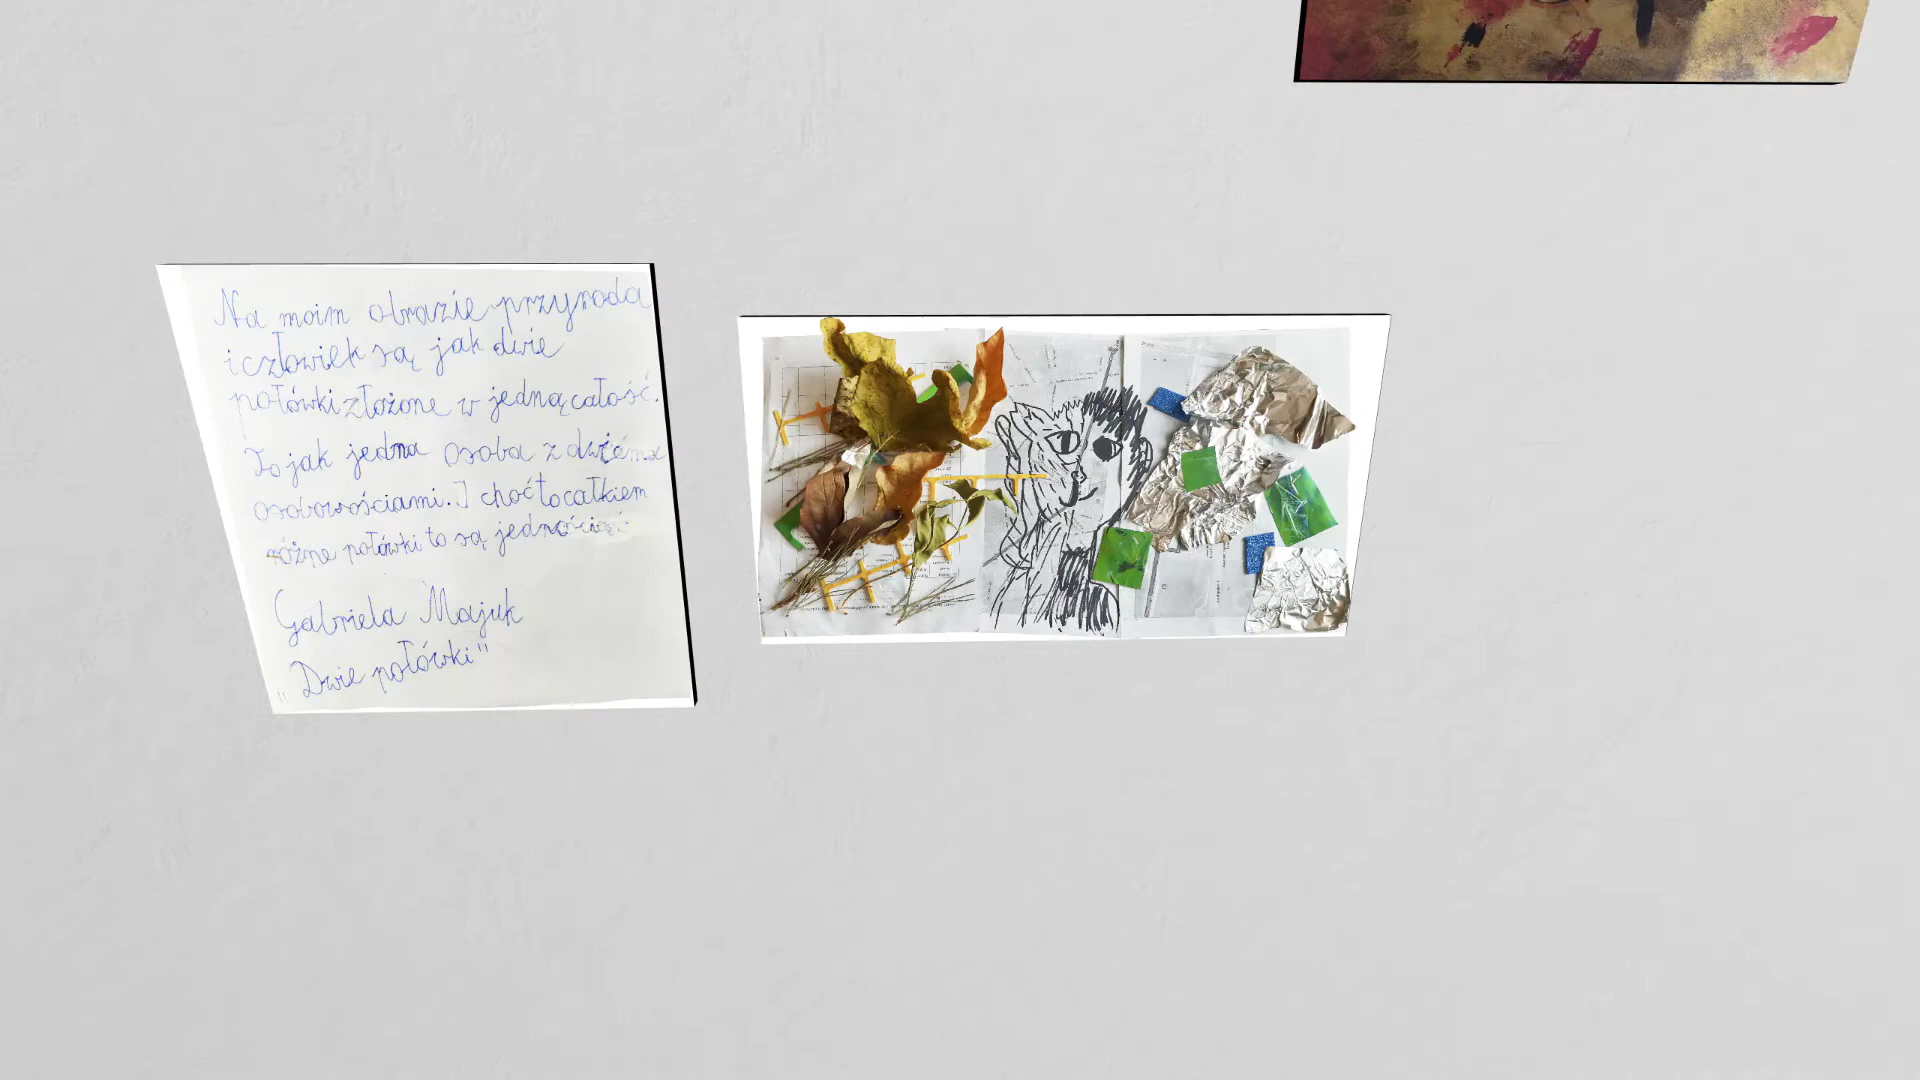 Na moim obrazie przyroda
i człowiek są jak dwie
połówki złożone w jedną całość.
To jak jedna osoba z dwiema
osobowościami. I choć to całkiem
różne połówki to są jednością.
Gabriela Majuk
"Dwie połówki"